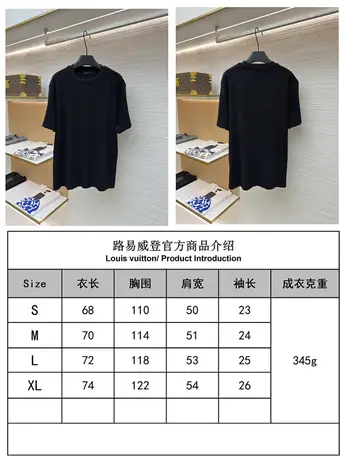 路易威登官方商品介绍
Louis vuitton/ Product Introduction
Size 衣长 胸围 肩宽 袖长 成衣克重
S 68 110 50 23
M 70 114 51 24
L 72 118 53 25 345g
XL 74 122 54 26